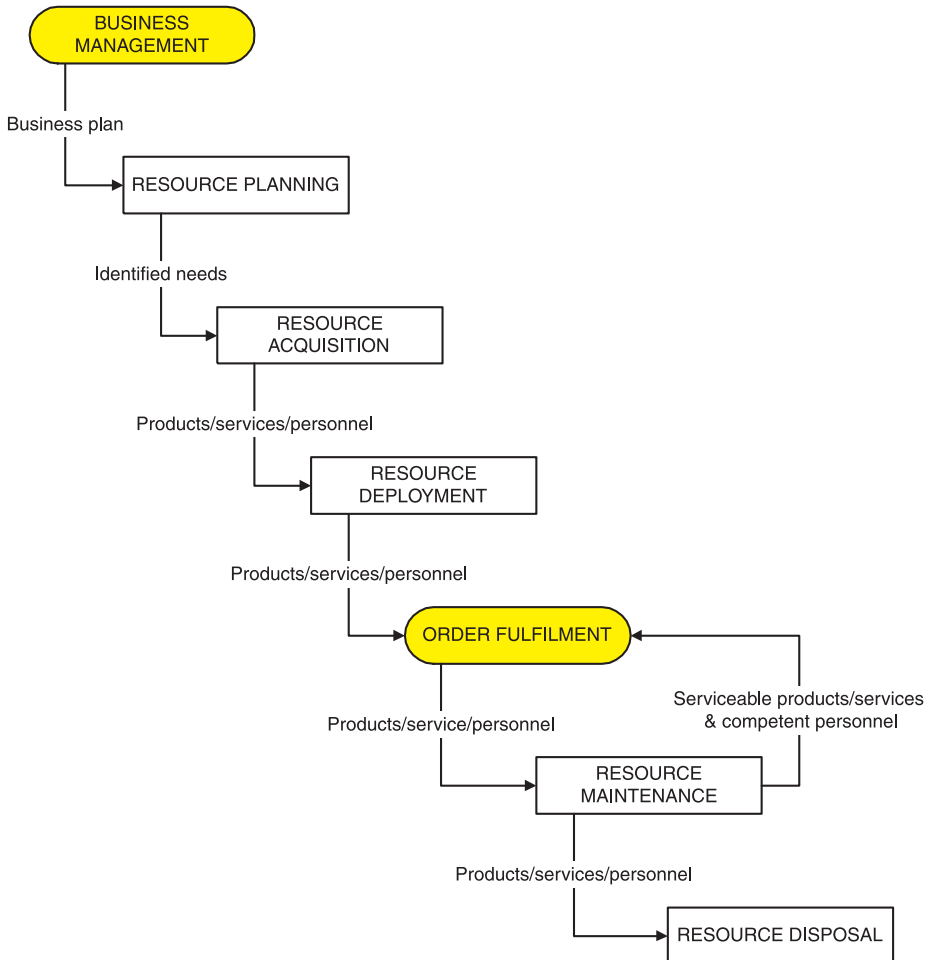 BUSINESS
MANAGEMENT
Business plan
RESOURCE PLANNING
Identified needs
RESOURCE
ACQUISITION
Products/services/personnel
RESOURCE
DEPLOYMENT
Products/services/personnel
ORDER FULFILMENT
Products/service/personnel
Serviceable products/services
& competent personnel
RESOURCE
MAINTENANCE
Products/services/personnel
RESOURCE DISPOSAL